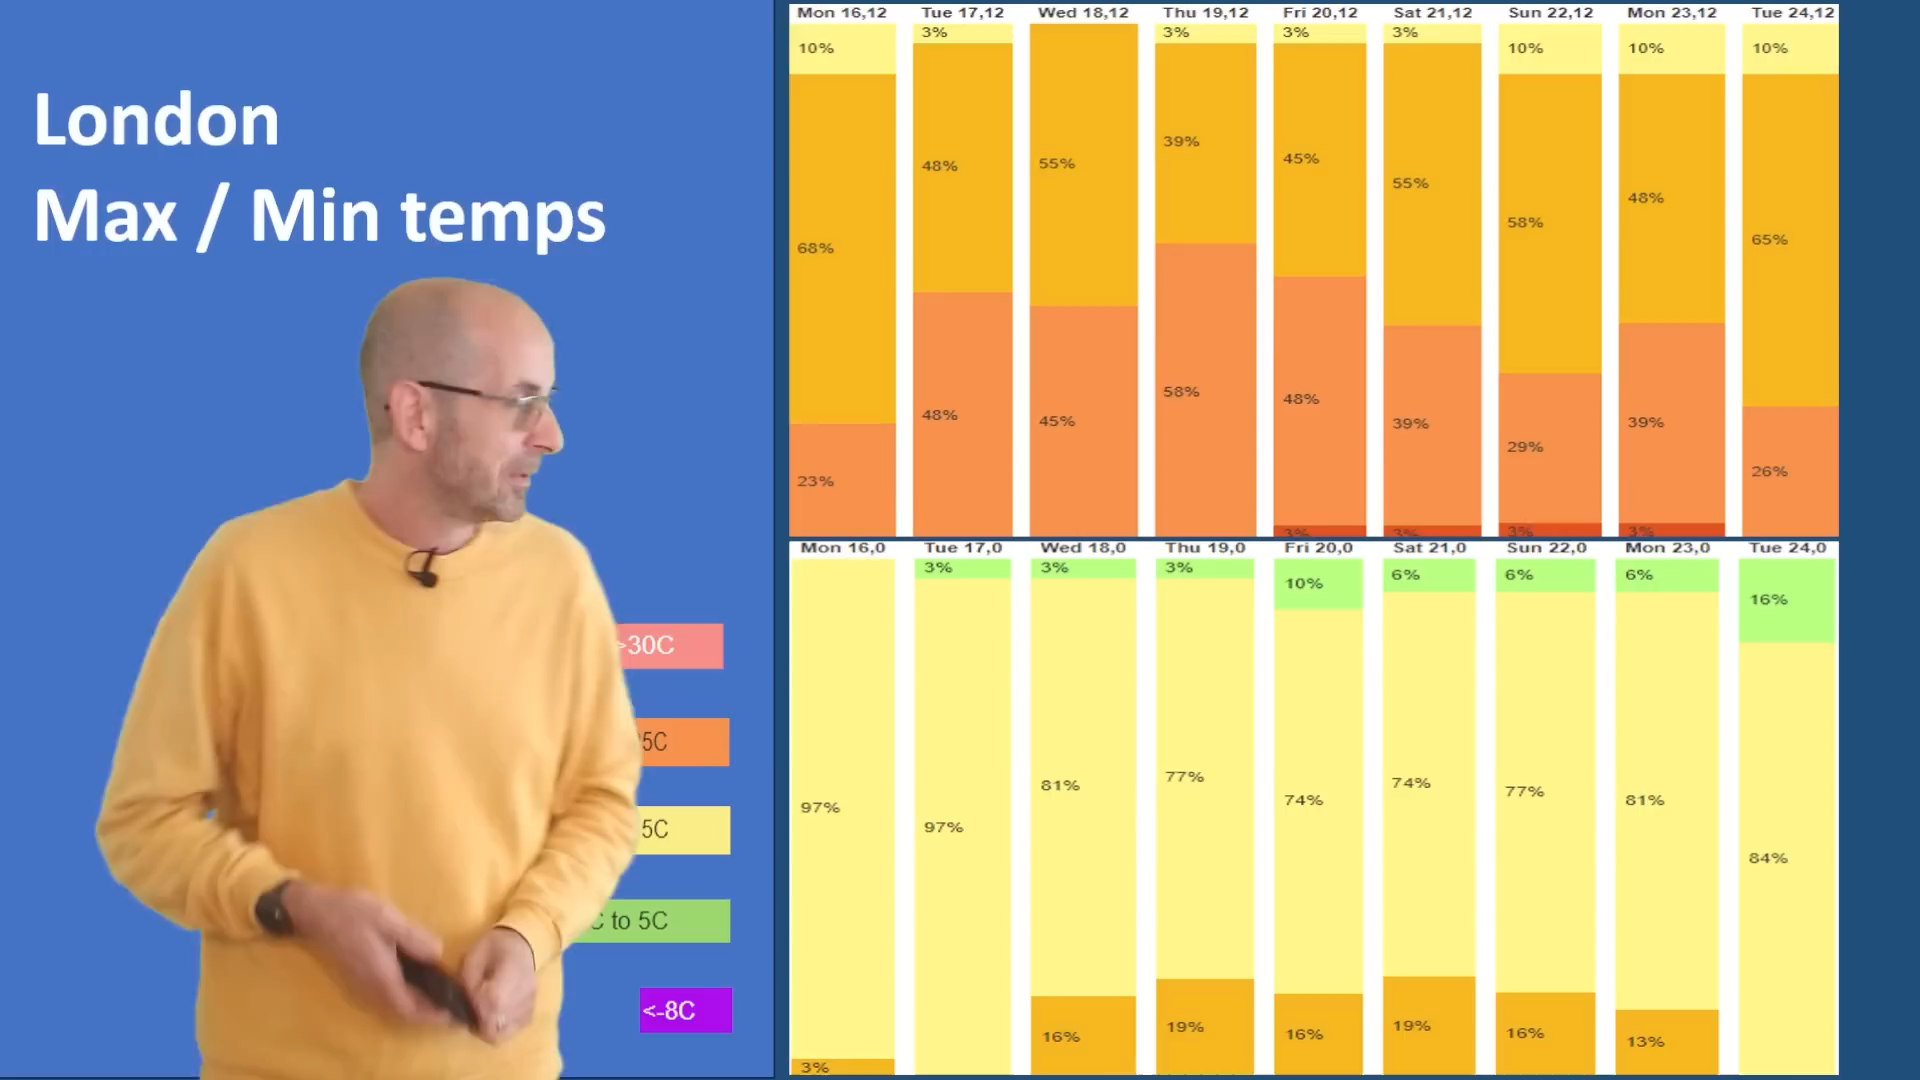 London
Max / Min temps
>30C
5C
5C
to 5C
<-8C
Mon 16,12 Tue 17,12 Wed 18,12 Thu 19,12 Fri 20,12 Sat 21,12 Sun 22,12 Mon 23,12 Tue 24,12
10% 3% 3% 3% 3% 10% 10% 10%
68% 48% 55% 39% 45% 55% 58% 48% 65%
23% 48% 45% 58% 48% 39% 29% 39% 26%
3% 3% 3% 3%
Mon 16,0 Tue 17,0 Wed 18,0 Thu 19,0 Fri 20,0 Sat 21,0 Sun 22,0 Mon 23,0 Tue 24,0
3% 3% 3% 10% 6% 6% 6% 16%
97% 97% 81% 77% 74% 74% 77% 81% 84%
3% 16% 19% 16% 19% 16% 13%